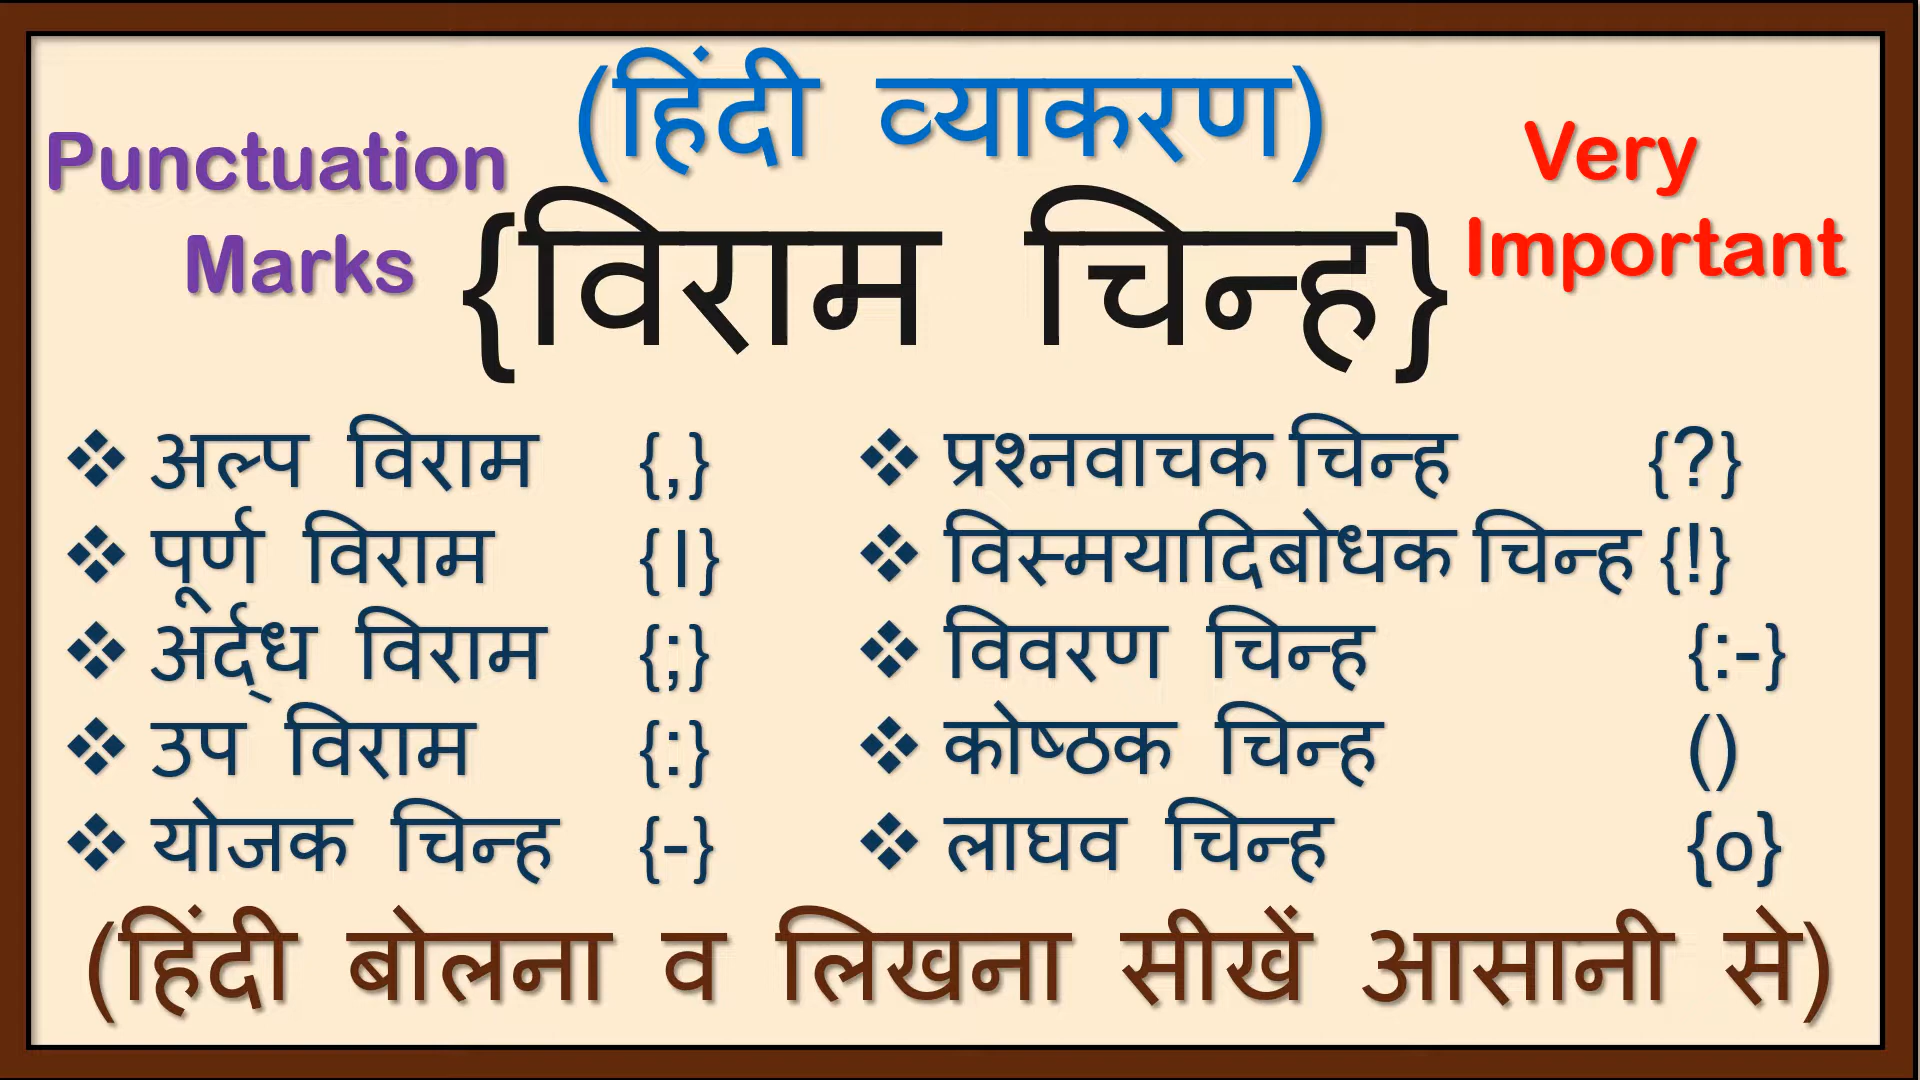 (हिंदी व्याकरण)
Punctuation
Marks
{विराम चिन्ह}
Very
Important
❖ अल्प विराम {,}
❖ पूर्ण विराम {।}
❖ अर्द्ध विराम {;}
❖ उप विराम {:}
❖ योजक चिन्ह {-}
❖ प्रश्नवाचक चिन्ह {?}
❖ विस्मयादिबोधक चिन्ह {!}
❖ विवरण चिन्ह {:-}
❖ कोष्ठक चिन्ह ()
❖ लाघव चिन्ह {o}
(हिंदी बोलना व लिखना सीखें आसानी से)